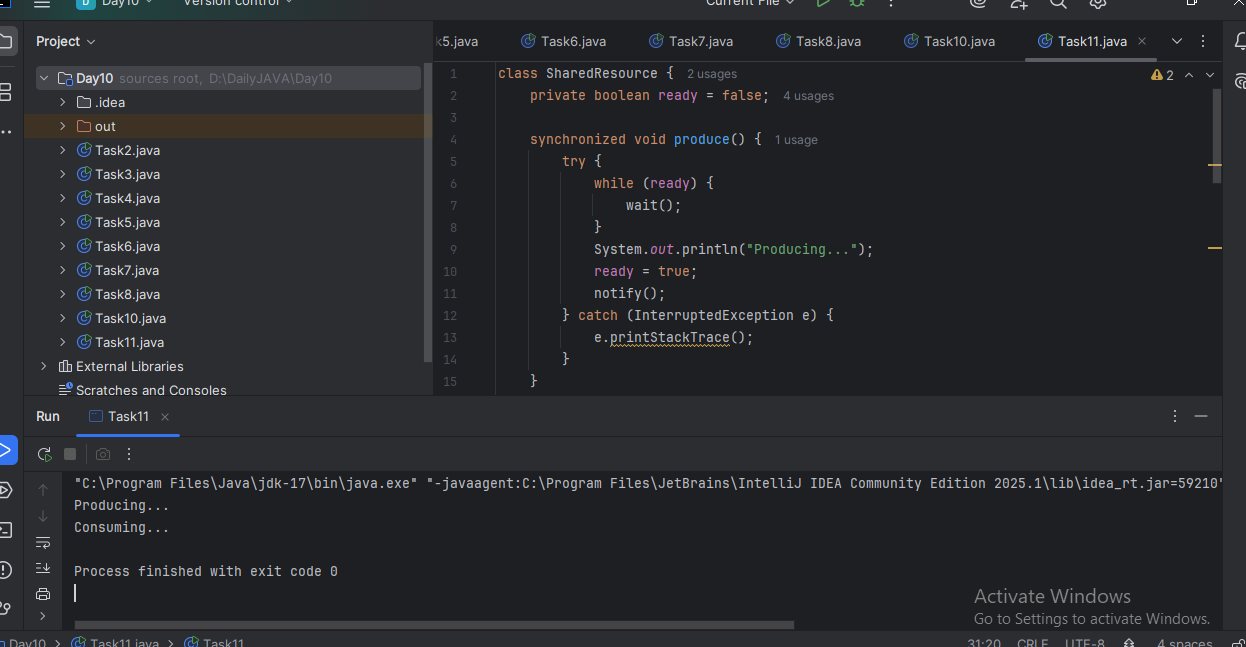 Day10
Version control
Current File
Project
k5.java
Task6.java
Task7.java
Task8.java
Task10.java
Task11.java
Day10 sources root, D:\DailyJAVA\Day10
.idea
out
Task2.java
Task3.java
Task4.java
Task5.java
Task6.java
Task7.java
Task8.java
Task10.java
Task11.java
External Libraries
Scratches and Consoles
1 class SharedResource { 2 usages
2 private boolean ready = false; 4 usages
3
4 synchronized void produce() { 1 usage
5 try {
6 while (ready) {
7 wait();
8 }
9 System.out.println("Producing...");
10 ready = true;
11 notify();
12 } catch (InterruptedException e) {
13 e.printStackTrace();
14 }
15 }
2
Run
Task11
"C:\Program Files\Java\jdk-17\bin\java.exe" "-javaagent:C:\Program Files\JetBrains\IntelliJ IDEA Community Edition 2025.1\lib\idea_rt.jar=59210"
Producing...
Consuming...
Process finished with exit code 0
Activate Windows
Go to Settings to activate Windows.
Day10 > Task11.java > Task11
31:20 CRLF UTF-8 4 spaces